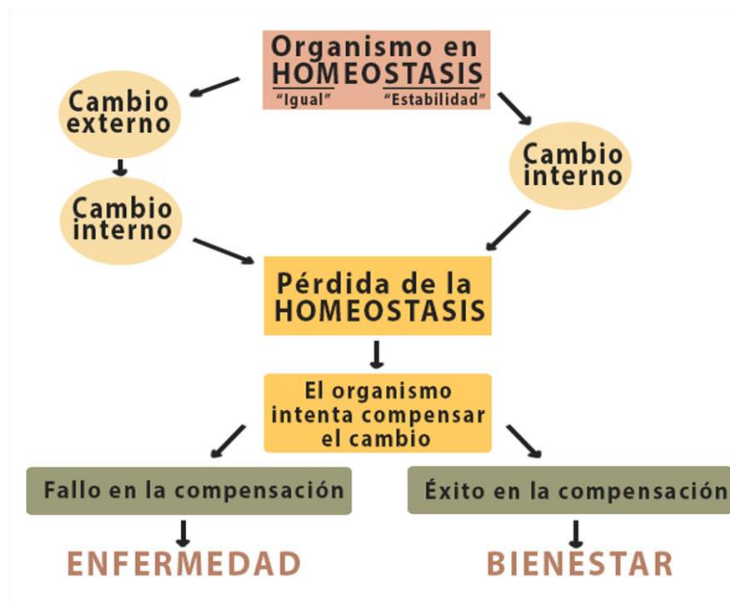 Organismo en
HOMEOSTASIS
“Igual” “Estabilidad”
Cambio
externo
Cambio
interno
Cambio
interno
Pérdida de la
HOMEOSTASIS
El organismo
intenta compensar
el cambio
Fallo en la compensación
Éxito en la compensación
ENFERMEDAD
BIENESTAR